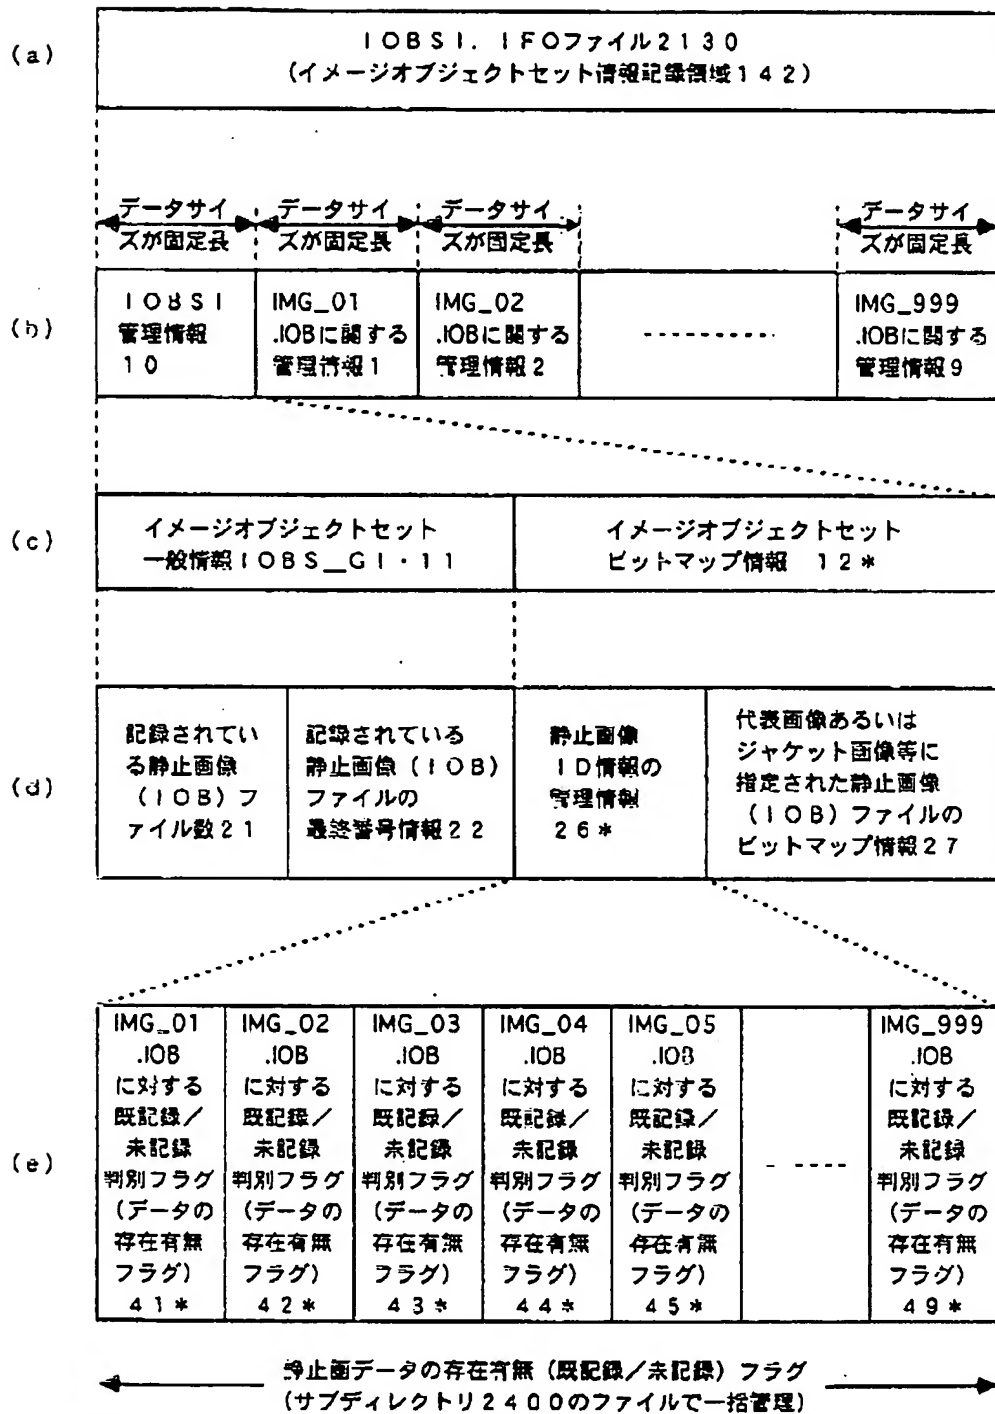 (a)
IOBSI. IFOファイル2130
(イメージオブジェクトセット情報記録領域142)
データサイ
ズが固定長
データサイ
ズが固定長
データサイ
ズが固定長
データサイ
ズが固定長
(b)
IOBSI
管理情報
10
IMG_01
.IOBに関する
管理情報1
IMG_02
.IOBに関する
管理情報2
IMG_999
.IOBに関する
管理情報9
(c)
イメージオブジェクトセット
一般情報IOBS__GI・11
イメージオブジェクトセット
ビットマップ情報 12*
(d)
記録されてい
る静止画像
(IOB)フ
ァイル数21
記録されている
静止画像(IOB)
ファイルの
最終番号情報22
静止画像
ID情報の
管理情報
26*
代表画像あるいは
ジャケット画像等に
指定された静止画像
(IOB)ファイルの
ビットマップ情報27
(e)
IMG_01
.IOB
に対する
既記録/
未記録
判別フラグ
(データの
存在有無
フラグ)
41*
IMG_02
.IOB
に対する
既記録/
未記録
判別フラグ
(データの
存在有無
フラグ)
42*
IMG_03
.IOB
に対する
既記録/
未記録
判別フラグ
(データの
存在有無
フラグ)
43*
IMG_04
.IOB
に対する
既記録/
未記録
判別フラグ
(データの
存在有無
フラグ)
44*
IMG_05
.IOB
に対する
既記録/
未記録
判別フラグ
(データの
存在有無
フラグ)
45*
IMG_999
.IOB
に対する
既記録/
未記録
判別フラグ
(データの
存在有無
フラグ)
49*
静止画データの存在有無(既記録/未記録)フラグ
(サブディレクトリ2400のファイルで一括管理)